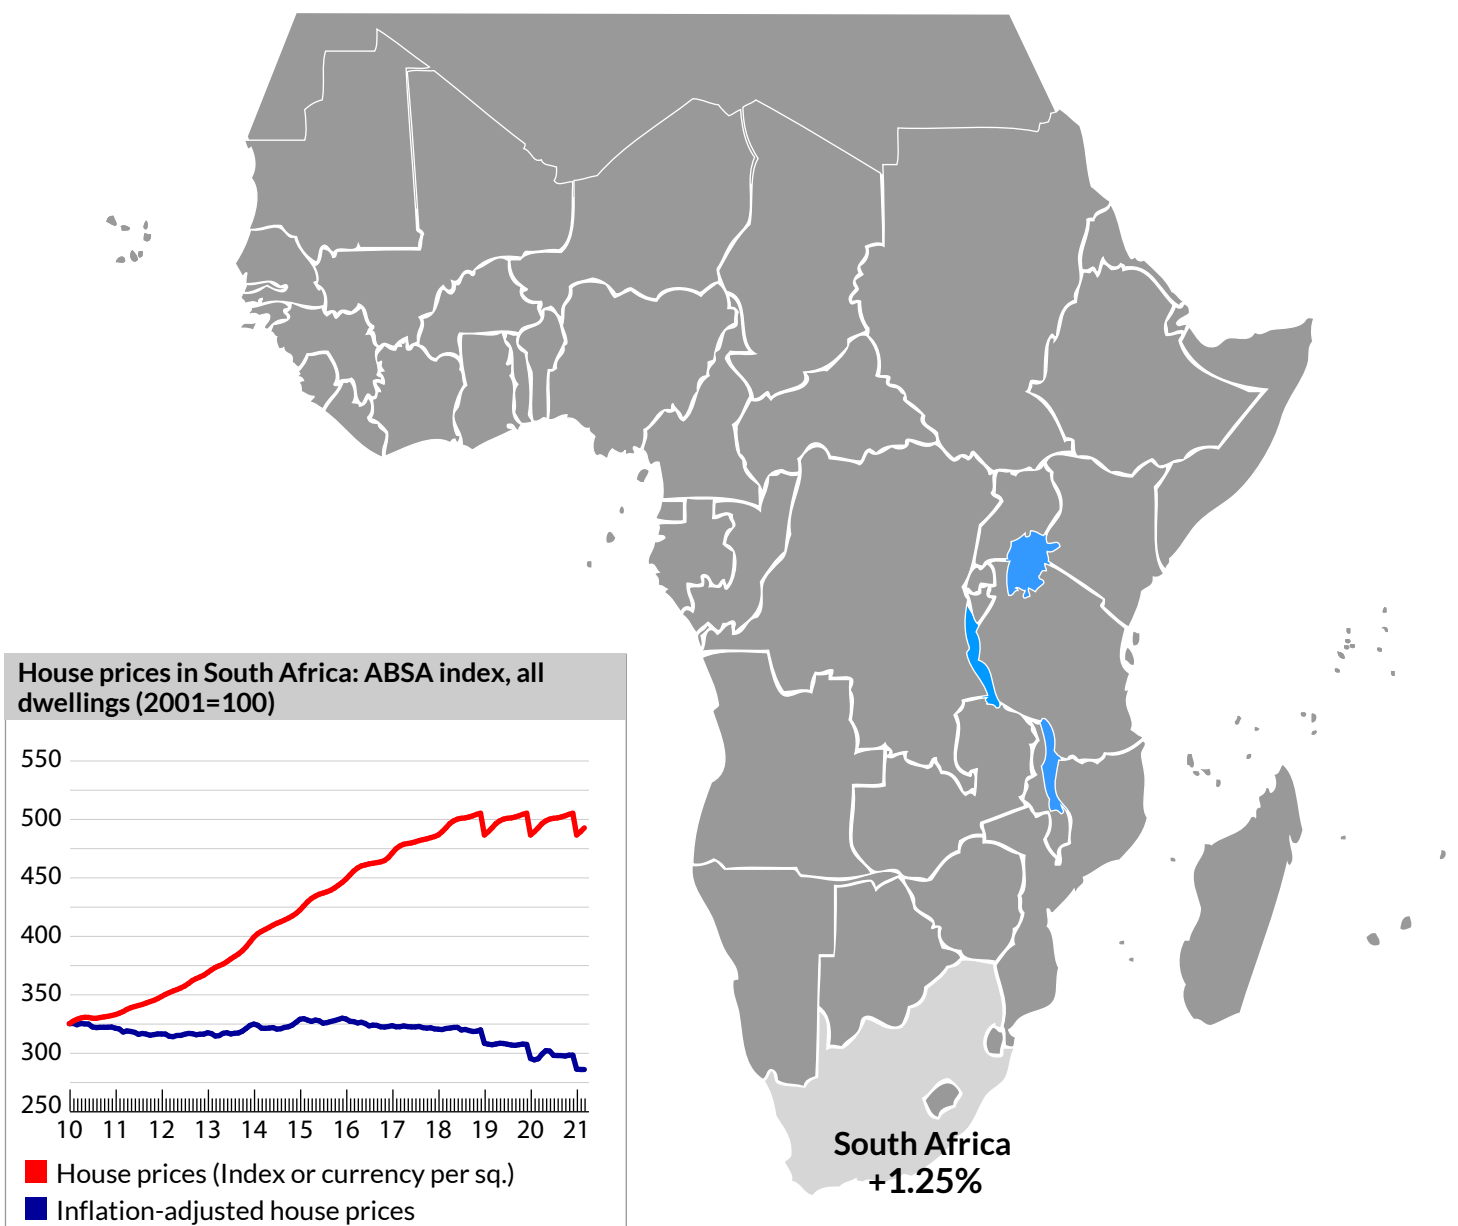 House prices in South Africa: ABSA index, all
dwellings (2001=100)
550
500
450
400
350
300
250
10 11 12 13 14 15 16 17 18 19 20 21
House prices (Index or currency per sq.)
Inflation-adjusted house prices
South Africa
+1.25%